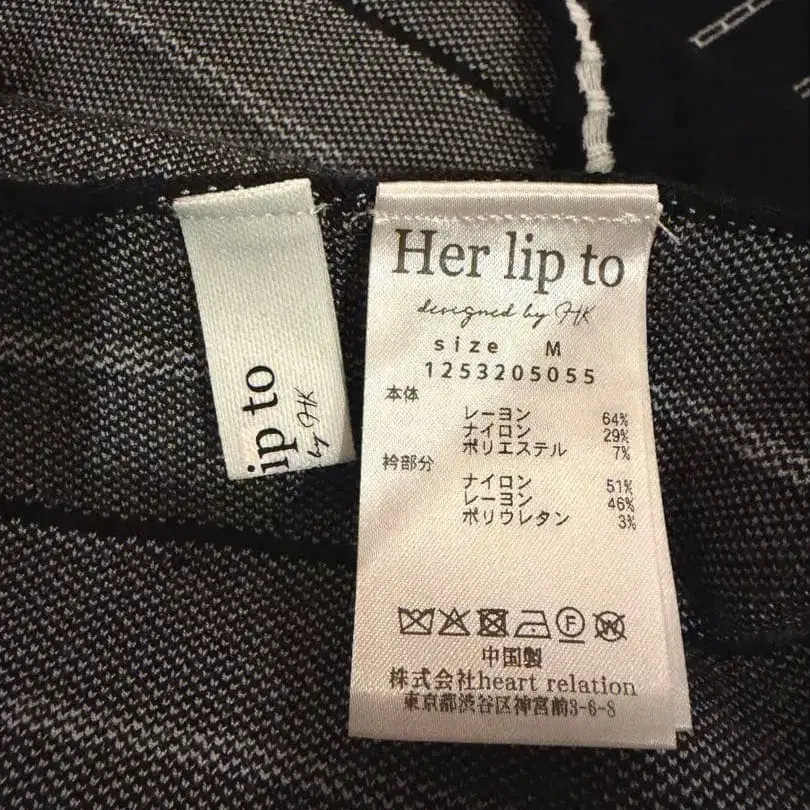 ip to
by HK
Her lip to
designed by HK
size M
1253205055
本体
レーヨン 64%
ナイロン 29%
ポリエステル 7%
衿部分
ナイロン 51%
レーヨン 46%
ポリウレタン 3%
F
W
中国製
株式会社heart relation
東京都渋谷区神宮前3-6-8